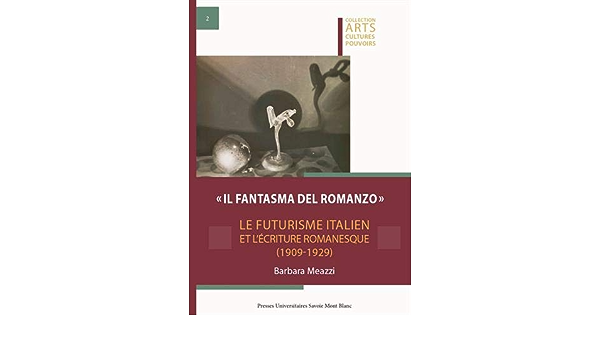 2
COLLECTION
ARTS
CULTURES
POUVOIRS
« IL FANTASMA DEL ROMANZO »
LE FUTURISME ITALIEN
ET L'ÉCRITURE ROMANESQUE
(1909-1929)
Barbara Meazzi
Presses Universitaires Savoie Mont Blanc